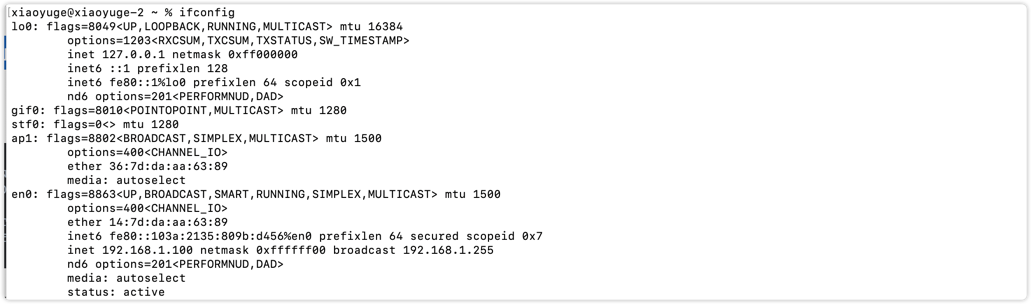 [xiaoyuge@xiaoyuge-2 ~ % ifconfig
lo0: flags=8049<UP,LOOPBACK,RUNNING,MULTICAST> mtu 16384
options=1203<RXCSUM,TXCSUM,TXSTATUS,SW_TIMESTAMP>
inet 127.0.0.1 netmask 0xff000000
inet6 ::1 prefixlen 128
inet6 fe80::1%lo0 prefixlen 64 scopeid 0x1
nd6 options=201<PERFORMNUD,DAD>
gif0: flags=8010<POINTOPOINT,MULTICAST> mtu 1280
stf0: flags=0<> mtu 1280
ap1: flags=8802<BROADCAST,SIMPLEX,MULTICAST> mtu 1500
options=400<CHANNEL_IO>
ether 36:7d:da:aa:63:89
media: autoselect
en0: flags=8863<UP,BROADCAST,SMART,RUNNING,SIMPLEX,MULTICAST> mtu 1500
options=400<CHANNEL_IO>
ether 14:7d:da:aa:63:89
inet6 fe80::103a:2135:809b:d456%en0 prefixlen 64 secured scopeid 0x7
inet 192.168.1.100 netmask 0xffffff00 broadcast 192.168.1.255
nd6 options=201<PERFORMNUD,DAD>
media: autoselect
status: active